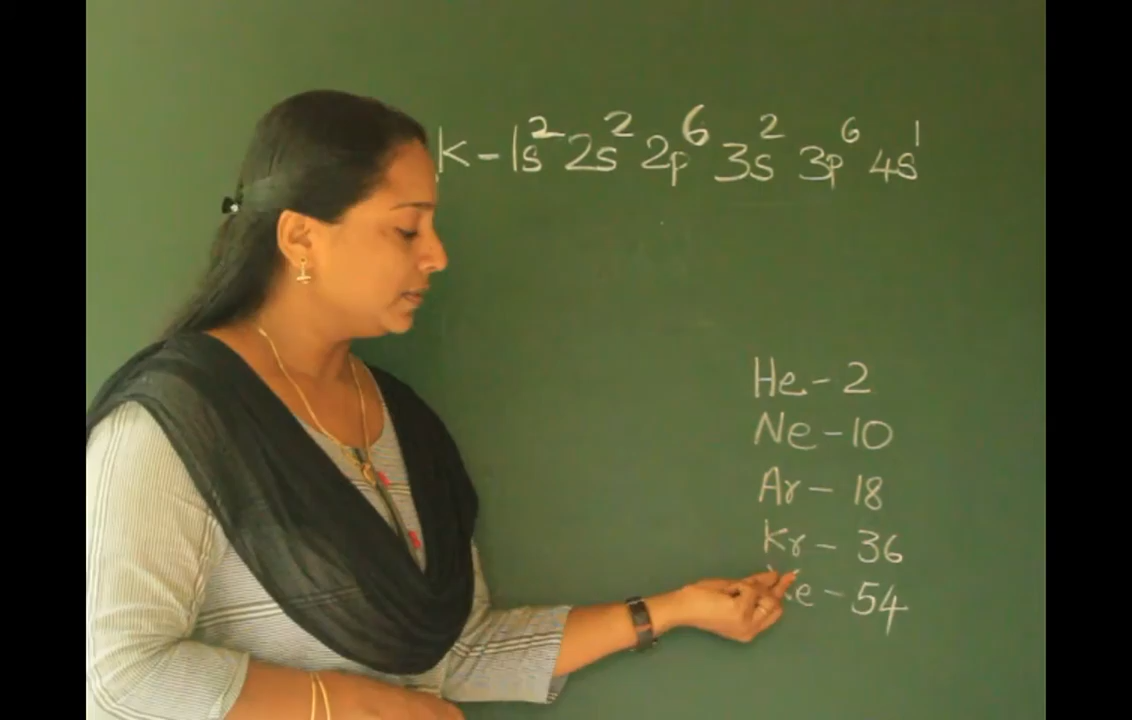 K - 1s² 2s² 2p⁶ 3s² 3p⁶ 4s¹
He - 2
Ne - 10
Ar - 18
Kr - 36
Xe - 54